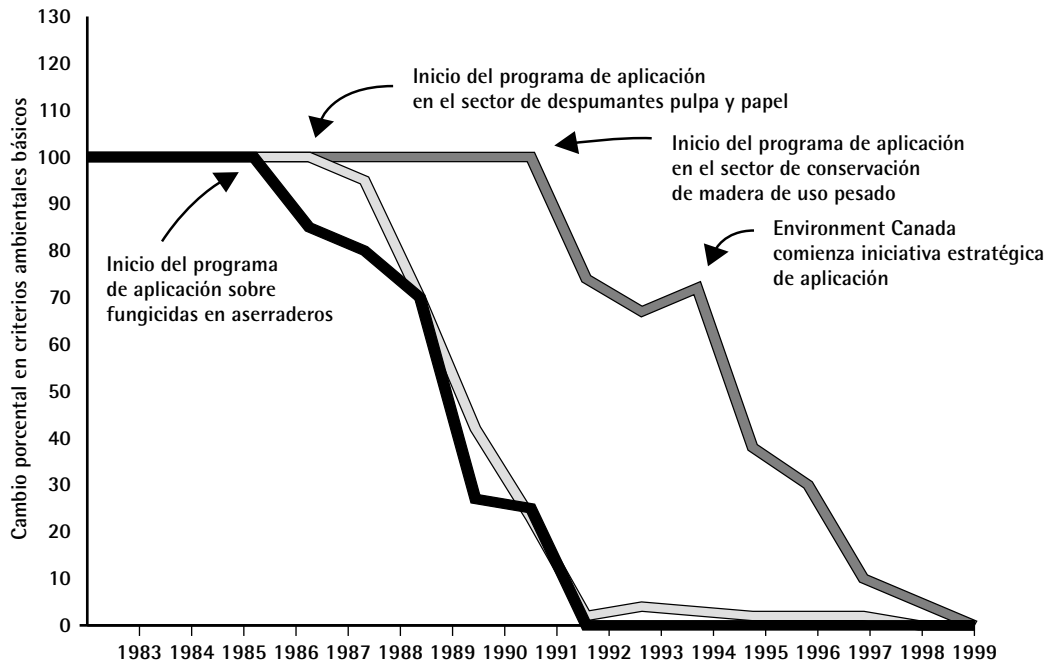 130
120
110
100
90
80
70
60
50
40
30
20
10
0
Cambio porcental en criterios ambientales básicos
Inicio del programa de aplicación
en el sector de despumantes pulpa y papel
Inicio del programa de aplicación
en el sector de conservación
de madera de uso pesado
Environment Canada
comienza iniciativa estratégica
de aplicación
Inicio del programa
de aplicación sobre
fungicidas en aserraderos
1983 1984 1985 1986 1987 1988 1989 1990 1991 1992 1993 1994 1995 1996 1997 1998 1999